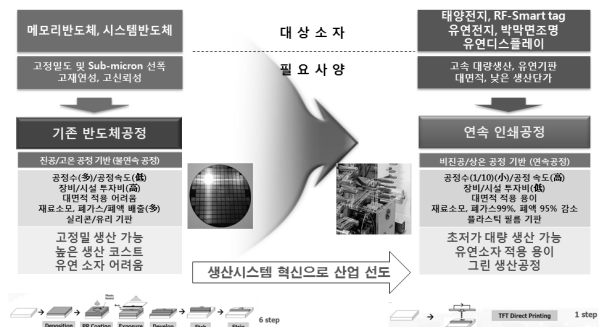 메모리반도체, 시스템반도체
대 상 소 자
태양전지, RF-Smart tag
유연전지, 박막면조명
유연디스플레이
고정밀도 및 Sub-micron 선폭
고재연성, 고신뢰성
필 요 사 양
고속 대량생산, 유연기판
대면적, 낮은 생산단가
기존 반도체공정
연속 인쇄공정
진공/고온 공정 기반 (불연속 공정)
비진공/상온 공정 기반 (연속공정)
공정수(多)/공정속도(低)
장비/시설 투자비(高)
대면적 적용 어려움
재료소모, 폐가스/폐액 배출(多)
실리콘/유리 기판
공정수(1/10)(小)/공정 속도(高)
장비/시설 투자비(低)
대면적 적용 용이
재료소모, 폐가스99%, 폐액 95% 감소
플라스틱 필름 기판
고정밀 생산 가능
높은 생산 코스트
유연 소자 어려움
초저가 대량 생산 가능
유연소자 적용 용이
그린 생산공정
생산시스템 혁신으로 산업 선도
Deposition
PR Coating
Exposure
Develop
Etch
Strip
6 step
TFT Direct Printing
1 step